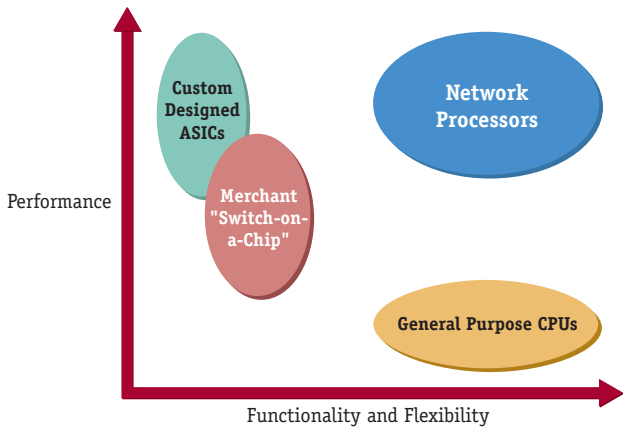 Custom
Designed
ASICs
Network
Processors
Performance
Merchant
"Switch-on-
a-Chip"
General Purpose CPUs
Functionality and Flexibility